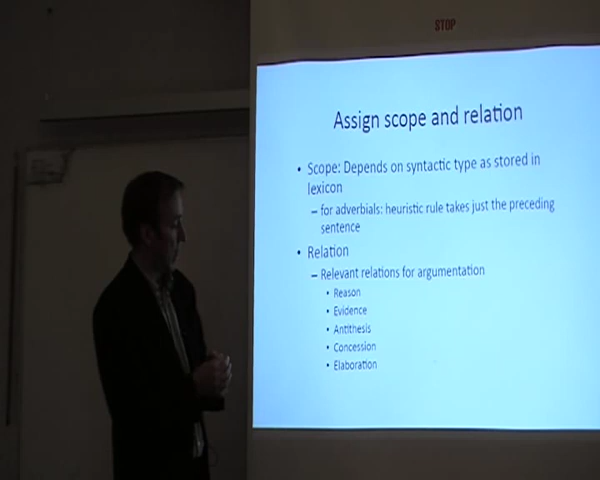 STOP
Assign scope and relation
• Scope: Depends on syntactic type as stored in
lexicon
– for adverbials: heuristic rule takes just the preceding
sentence
• Relation
– Relevant relations for argumentation
• Reason
• Evidence
• Antithesis
• Concession
• Elaboration